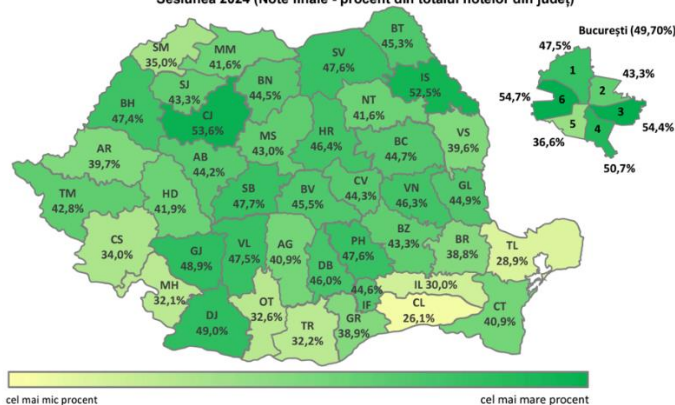 Sesiunea 2024 (Note finale - procent din totalul notelor din județ)
București (49,70%)
SM
35,0%
MM
41,6%
BT
45,3%
SV
47,6%
IS
52,5%
SJ
43,3%
BN
44,5%
BH
47,4%
CJ
53,6%
NT
41,6%
MS
43,0%
HR
46,4%
BC
44,7%
VS
39,6%
AR
39,7%
AB
44,2%
TM
42,8%
HD
41,9%
SB
47,7%
BV
45,5%
CV
44,3%
VN
46,3%
GL
44,9%
CS
34,0%
GJ
48,9%
VL
47,5%
AG
40,9%
PH
47,6%
DB
46,0%
BZ
43,3%
BR
38,8%
TL
28,9%
MH
32,1%
DJ
49,0%
OT
32,6%
TR
32,2%
GR
38,9%
44,6%
IF
IL 30,0%
CL
26,1%
CT
40,9%
47,5%
1
2
43,3%
54,7%
6
3
54,4%
5
36,6%
4
50,7%
cel mai mic procent
cel mai mare procent